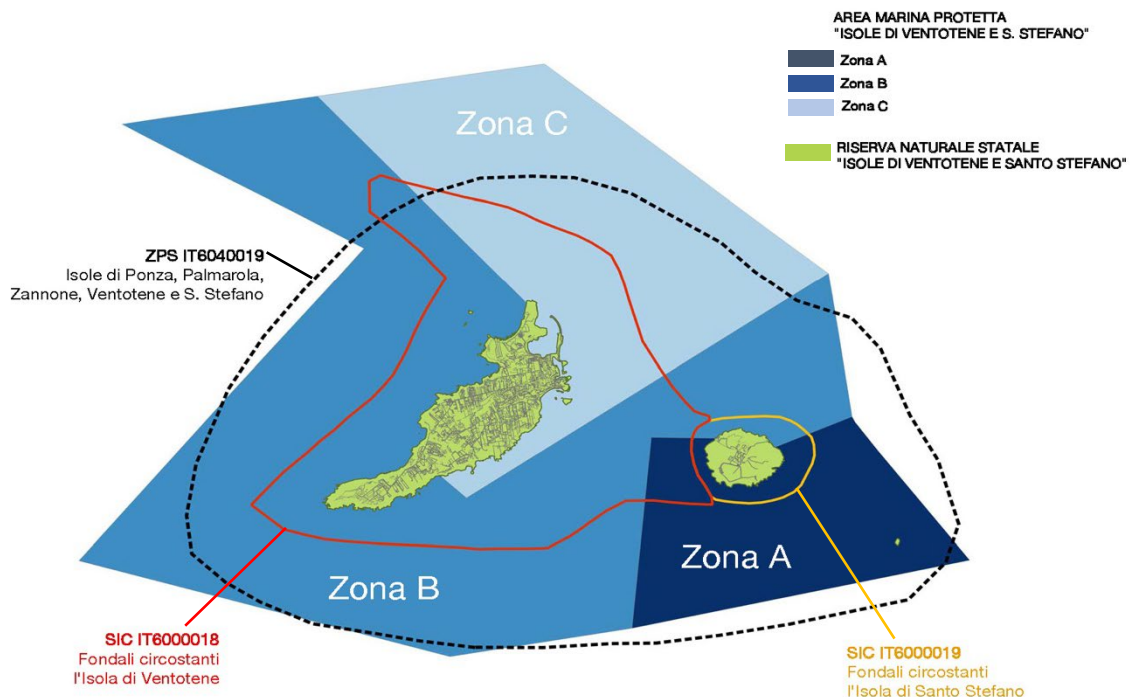 AREA MARINA PROTETTA
"ISOLE DI VENTOTENE E S. STEFANO"
Zona A
Zona B
Zona C
RISERVA NATURALE STATALE
"ISOLE DI VENTOTENE E SANTO STEFANO"
Zona C
ZPS IT6040019
Isole di Ponza, Palmarola,
Zannone, Ventotene e S. Stefano
Zona A
Zona B
SIC IT6000018
Fondali circostanti
l'Isola di Ventotene
SIC IT6000019
Fondali circostanti
l'Isola di Santo Stefano